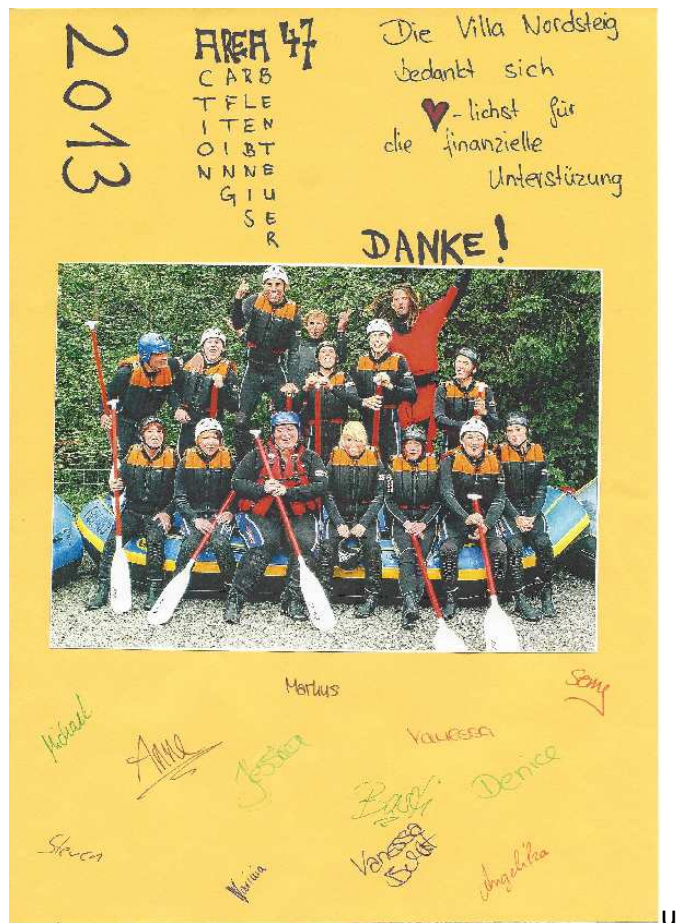 2013
AREA 47
CARB
TFLE
ITEN
OIBT
NNNE
GIU
SE
R
Die Villa Nordsteig
bedankt sich
♥-lichst für
die finanzielle
Unterstüzung
DANKE!
Markus
Michael
Anne
Jessica
Vanessa
Denice
Steven
Vanessa
Angelika
u